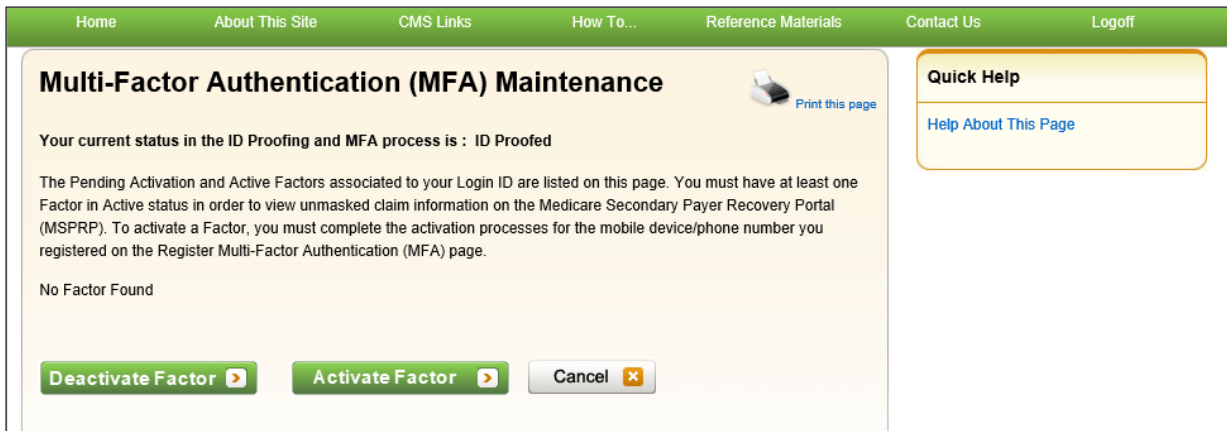 Home About This Site CMS Links How To... Reference Materials Contact Us Logoff
Multi-Factor Authentication (MFA) Maintenance
Print this page
Your current status in the ID Proofing and MFA process is : ID Proofed
The Pending Activation and Active Factors associated to your Login ID are listed on this page. You must have at least one
Factor in Active status in order to view unmasked claim information on the Medicare Secondary Payer Recovery Portal
(MSPRP). To activate a Factor, you must complete the activation processes for the mobile device/phone number you
registered on the Register Multi-Factor Authentication (MFA) page.
No Factor Found
Deactivate Factor Activate Factor Cancel
Quick Help
Help About This Page